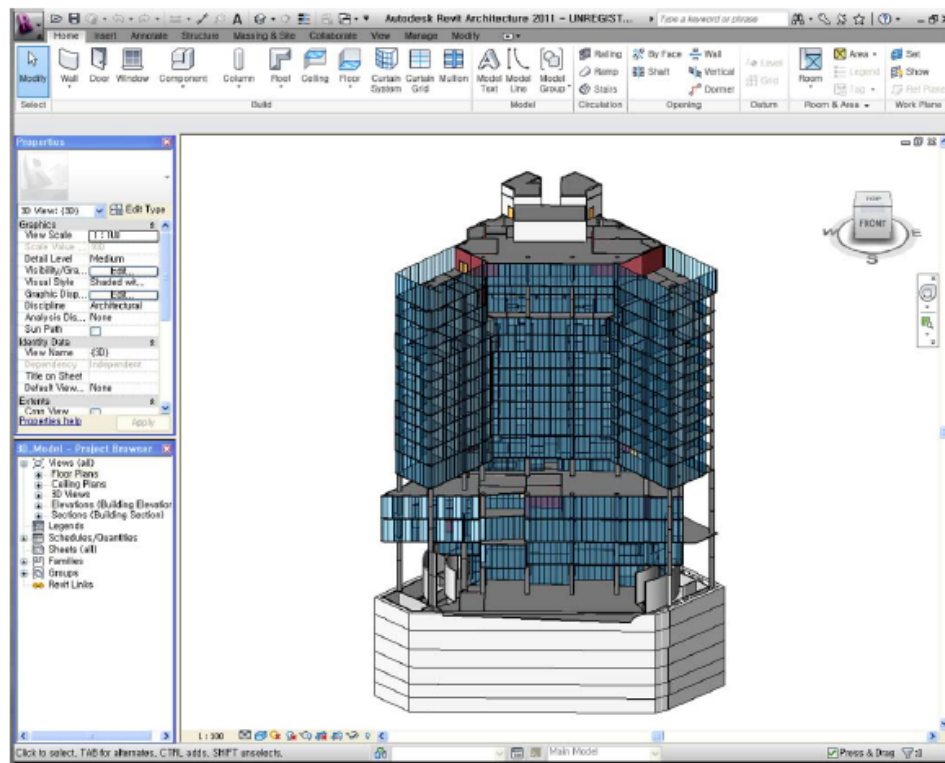 Autodesk Revit Architecture 2011 - UNREGIST...
Type a keyword or phrase
Home Insert Annotate Structure Massing & Site Collaborate View Manage Modify
Modify Wall Door Window Component Column Roof Ceiling Floor Curtain System Curtain Grid Mullion Model Text Model Line Model Group
Railing Ramp Stairs
By Face Shaft Wall Vertical Dormer
Level Grid
Room Area Legend Tag
Set Show Ref Plane
Select Build Model Circulation Opening Datum Room & Area Work Plane
Properties
3D View: {3D} Edit Type
Graphics
View Scale 1 : 100
Scale Value ... 100
Detail Level Medium
Visibility/Gra... Edit...
Visual Style Shaded wit...
Graphic Disp... Edit...
Discipline Architectural
Analysis Dis... None
Sun Path
Identity Data
View Name {3D}
Dependency Independent
Title on Sheet
Default View... None
Extents
Crop View
Properties help Apply
3D_Model - Project Browser
Views (all)
Floor Plans
Ceiling Plans
3D Views
Elevations (Building Elevation
Sections (Building Section)
Legends
Schedules/Quantities
Sheets (all)
Families
Groups
Revit Links
TOP
FRONT
W E
S
1 : 100
Click to select, TAB for alternates, CTRL adds, SHIFT unselects.
Main Model
Press & Drag :0